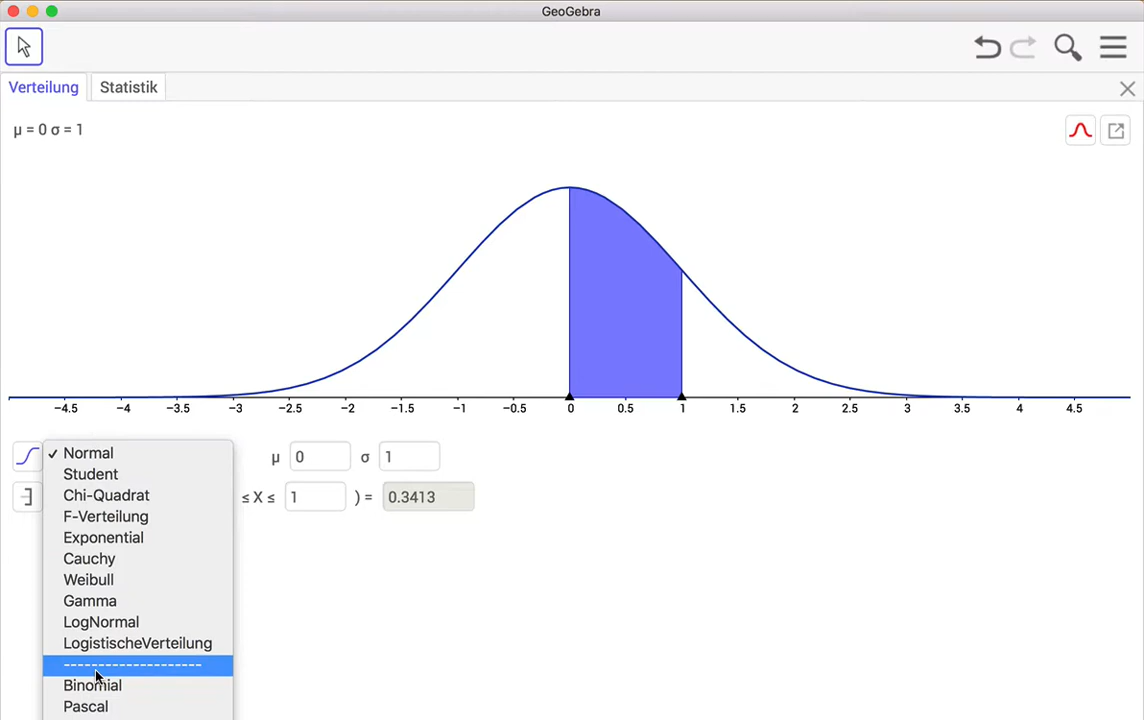 GeoGebra
Verteilung Statistik
μ = 0 σ = 1
−4.5 −4 −3.5 −3 −2.5 −2 −1.5 −1 −0.5 0 0.5 1 1.5 2 2.5 3 3.5 4 4.5
✓ Normal μ 0 σ 1
Student
Chi-Quadrat ≤ X ≤ 1 ) = 0.3413
F-Verteilung
Exponential
Cauchy
Weibull
Gamma
LogNormal
LogistischeVerteilung
--------------------
Binomial
Pascal